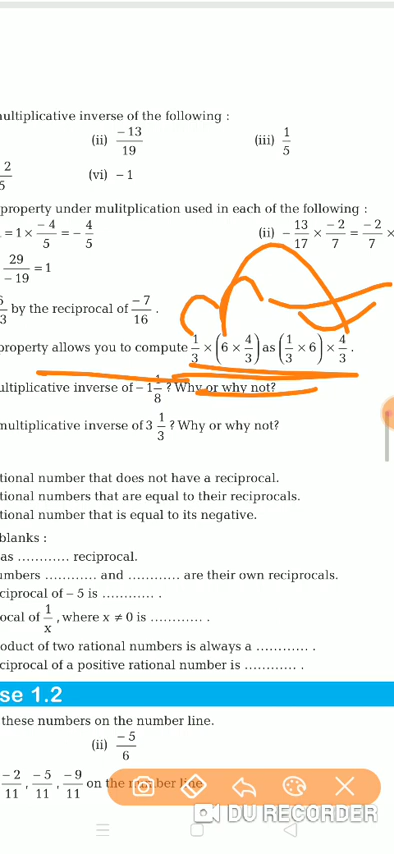 ultiplicative inverse of the following :
(ii) -13/19 (iii) 1/5
2/5 (vi) – 1
property under mulitplication used in each of the following :
= 1 × -4/5 = – 4/5 (ii) – 13/17 × -2/7 = -2/7 ×
29/-19 = 1
by the reciprocal of -7/16 .
property allows you to compute 1/3 × (6 × 4/3) as (1/3 × 6) × 4/3 .
ultiplicative inverse of – 1 1/8 ? Why or why not?
multiplicative inverse of 3 1/3 ? Why or why not?
tional number that does not have a reciprocal.
tional numbers that are equal to their reciprocals.
tional number that is equal to its negative.
blanks :
as ............ reciprocal.
umbers ............ and ............ are their own reciprocals.
ciprocal of – 5 is ............ .
ocal of 1/x , where x ≠ 0 is ............ .
oduct of two rational numbers is always a ............ .
ciprocal of a positive rational number is ............ .
se 1.2
these numbers on the number line.
(ii) -5/6
-2/11 , -5/11 , -9/11 on the number line
DU RECORDER